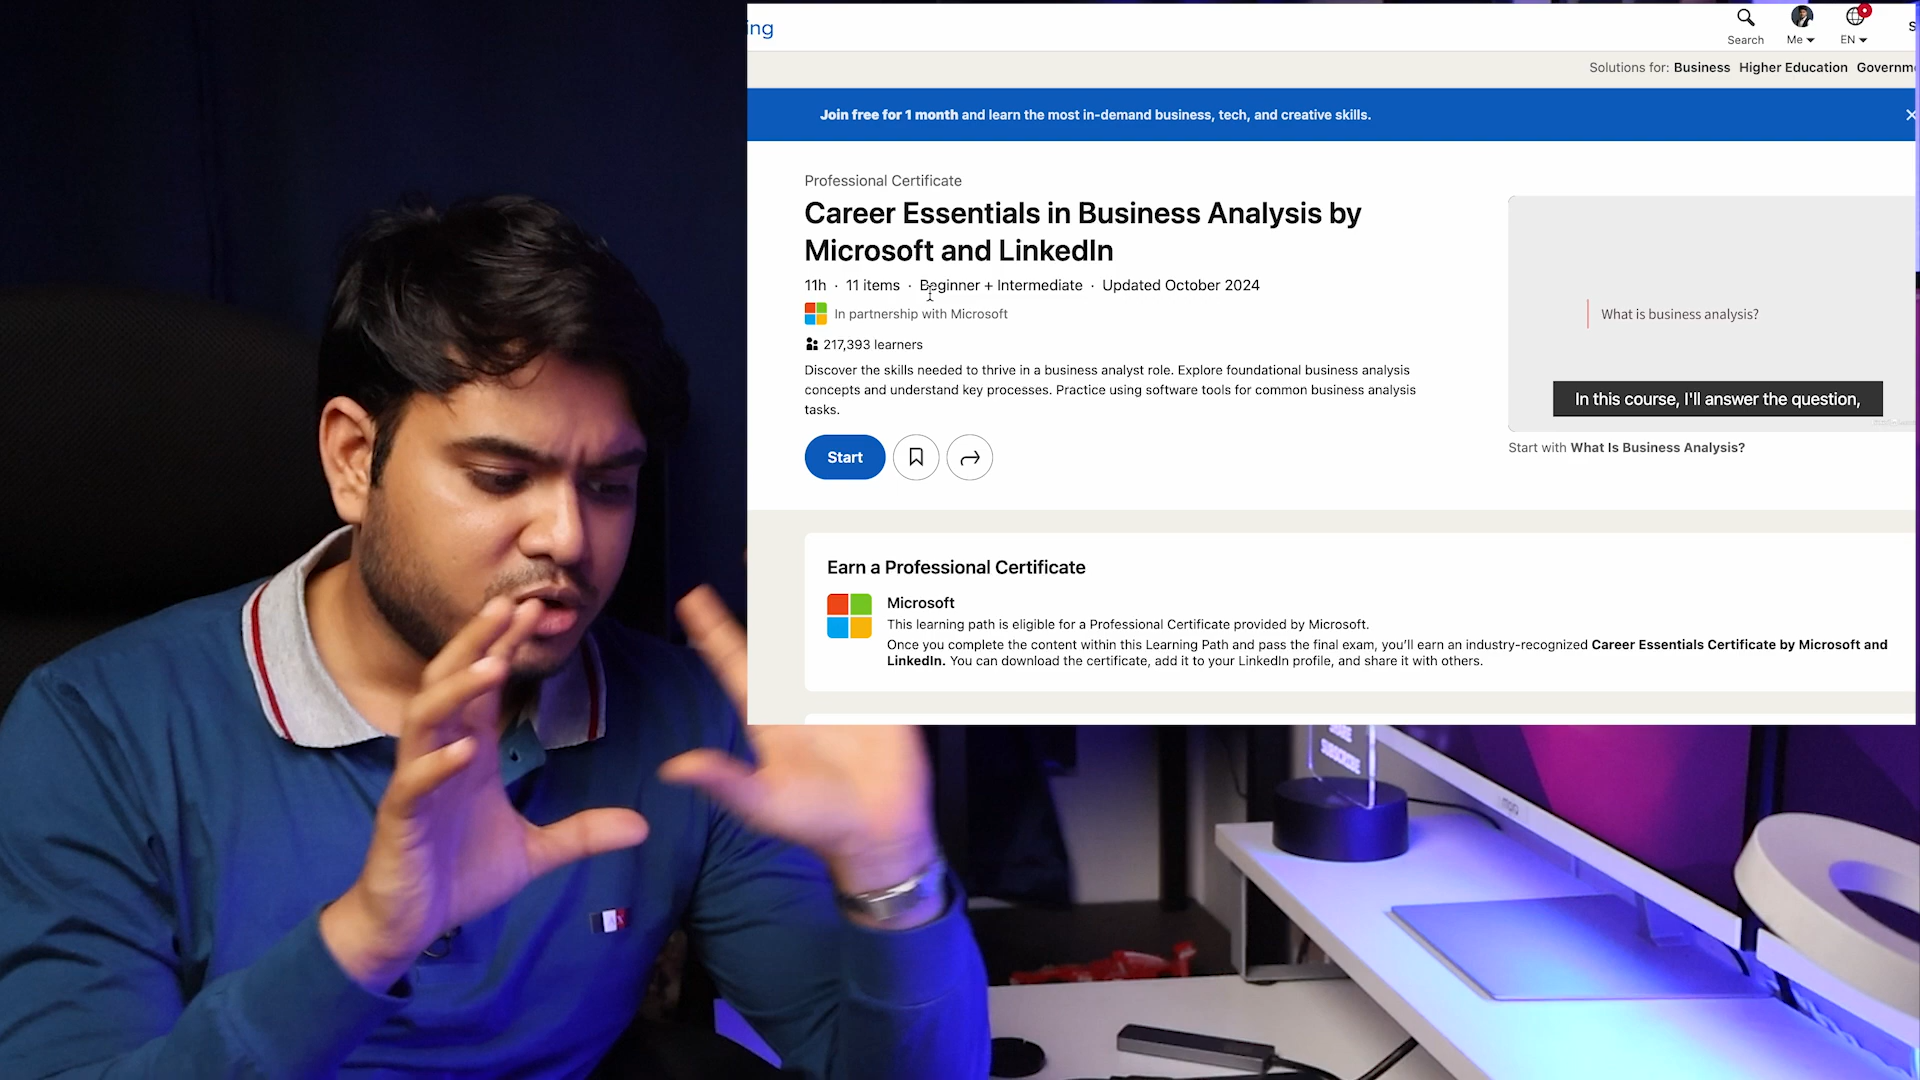 ing
Search
Me
EN
S
Solutions for: Business Higher Education Governm
Join free for 1 month and learn the most in-demand business, tech, and creative skills.
Professional Certificate
Career Essentials in Business Analysis by
Microsoft and LinkedIn
11h · 11 items · Beginner + Intermediate · Updated October 2024
In partnership with Microsoft
217,393 learners
Discover the skills needed to thrive in a business analyst role. Explore foundational business analysis
concepts and understand key processes. Practice using software tools for common business analysis
tasks.
Start
What is business analysis?
In this course, I'll answer the question,
Start with What Is Business Analysis?
Earn a Professional Certificate
Microsoft
This learning path is eligible for a Professional Certificate provided by Microsoft.
Once you complete the content within this Learning Path and pass the final exam, you'll earn an industry-recognized Career Essentials Certificate by Microsoft and
LinkedIn. You can download the certificate, add it to your LinkedIn profile, and share it with others.
SUBSCRIBE